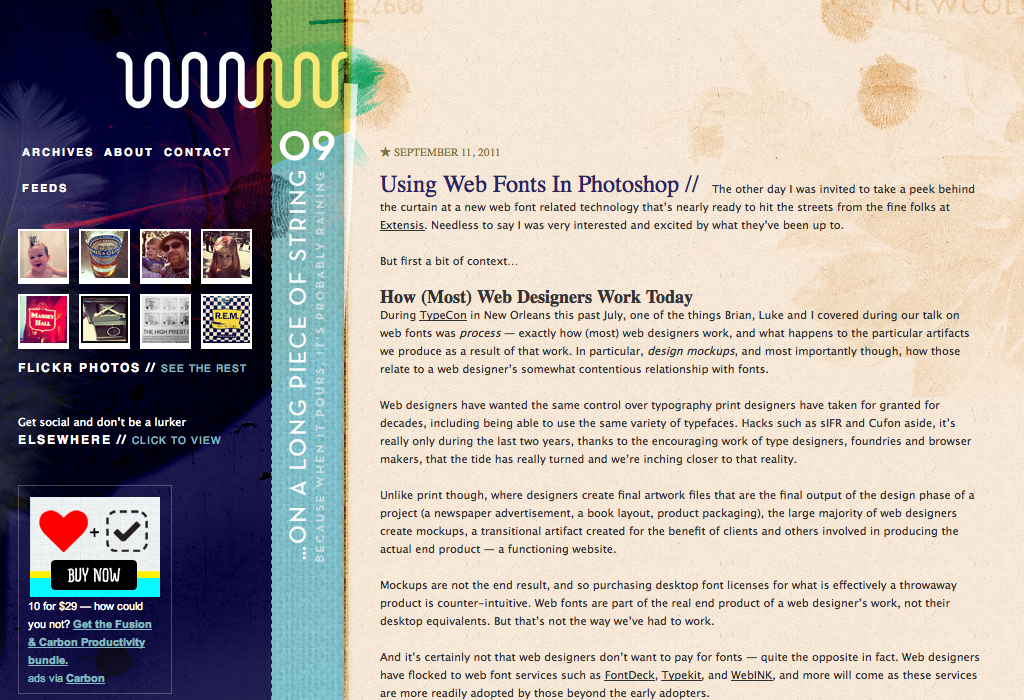 5.2608
NEWCOLO
ARCHIVES ABOUT CONTACT
FEEDS
MASSEY
HALL
THE HIGH PRIEST O
R.E.M.
FLICKR PHOTOS // SEE THE REST
Get social and don't be a lurker
ELSEWHERE // CLICK TO VIEW
+
BUY NOW
10 for $29 — how could
you not? Get the Fusion
& Carbon Productivity
bundle.
ads via Carbon
09
...ON A LONG PIECE OF STRING
BECAUSE WHEN IT POURS, IT'S PROBABLY RAINING
★ SEPTEMBER 11, 2011
Using Web Fonts In Photoshop // The other day I was invited to take a peek behind
the curtain at a new web font related technology that's nearly ready to hit the streets from the fine folks at
Extensis. Needless to say I was very interested and excited by what they've been up to.
But first a bit of context...
How (Most) Web Designers Work Today
During TypeCon in New Orleans this past July, one of the things Brian, Luke and I covered during our talk on
web fonts was process — exactly how (most) web designers work, and what happens to the particular artifacts
we produce as a result of that work. In particular, design mockups, and most importantly though, how those
relate to a web designer's somewhat contentious relationship with fonts.
Web designers have wanted the same control over typography print designers have taken for granted for
decades, including being able to use the same variety of typefaces. Hacks such as sIFR and Cufon aside, it's
really only during the last two years, thanks to the encouraging work of type designers, foundries and browser
makers, that the tide has really turned and we're inching closer to that reality.
Unlike print though, where designers create final artwork files that are the final output of the design phase of a
project (a newspaper advertisement, a book layout, product packaging), the large majority of web designers
create mockups, a transitional artifact created for the benefit of clients and others involved in producing the
actual end product — a functioning website.
Mockups are not the end result, and so purchasing desktop font licenses for what is effectively a throwaway
product is counter-intuitive. Web fonts are part of the real end product of a web designer's work, not their
desktop equivalents. But that's not the way we've had to work.
And it's certainly not that web designers don't want to pay for fonts — quite the opposite in fact. Web designers
have flocked to web font services such as FontDeck, Typekit, and WebINK, and more will come as these services
are more readily adopted by those beyond the early adopters.